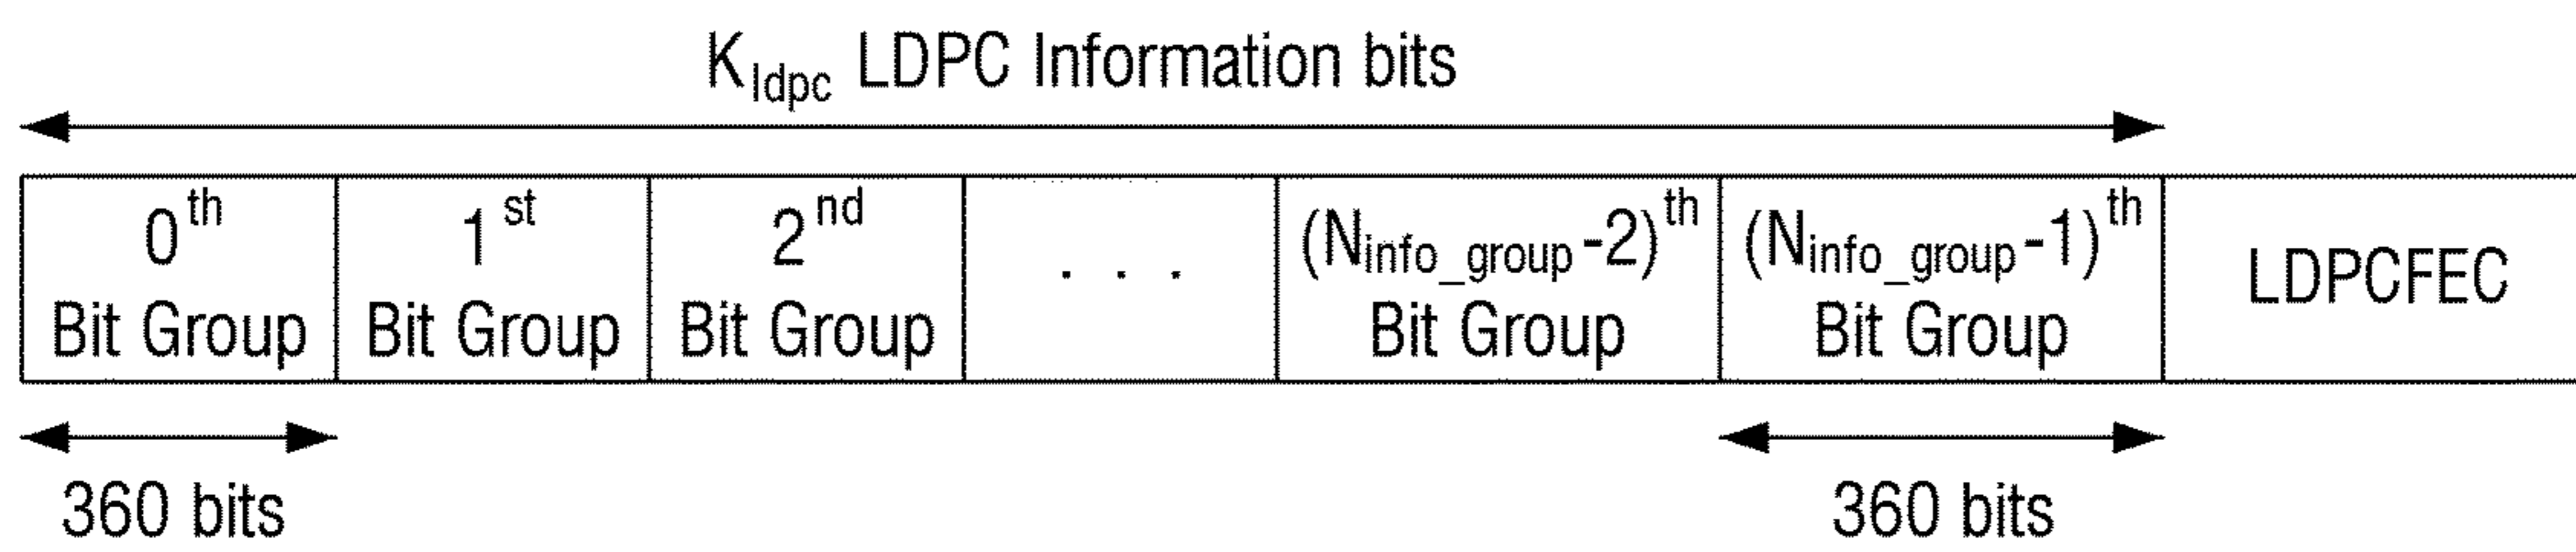 K_ldpc LDPC Information bits
0th Bit Group
1st Bit Group
2nd Bit Group
. . .
(N_info_group-2)th Bit Group
(N_info_group-1)th Bit Group
LDPCFEC
360 bits
360 bits